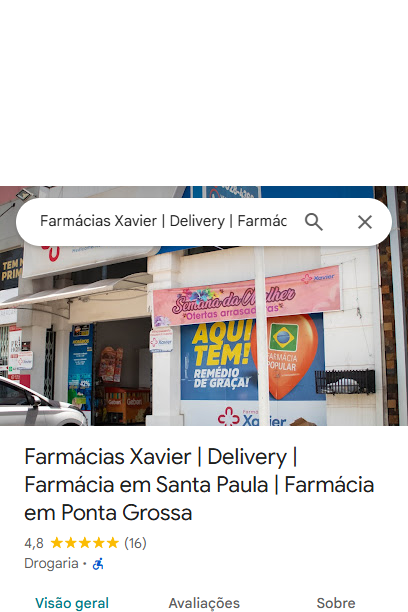 Farmácias Xavier | Delivery | Farmác
TEM N
PRIM
Xavier
Semana da Mulher
Ofertas arrasadoras
AQUI
TEM!
REMÉDIO
DE GRAÇA!
FARMÁCIA
POPULAR
Xavier
Farmácias Xavier | Delivery |
Farmácia em Santa Paula | Farmácia
em Ponta Grossa
4,8 (16)
Drogaria ·
Visão geral Avaliações Sobre